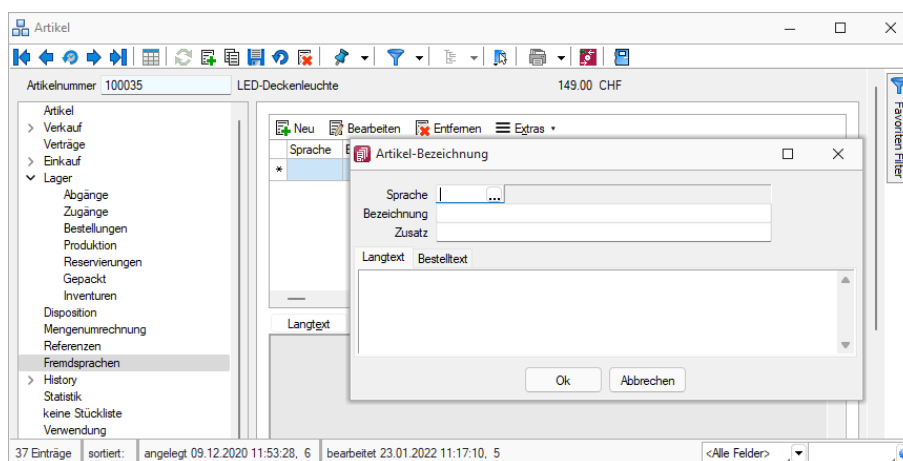 Artikel
Artikelnummer 100035 LED-Deckenleuchte 149.00 CHF
Favoriten Filter
Artikel
Verkauf
Verträge
Einkauf
Lager
Abgänge
Zugänge
Bestellungen
Produktion
Reservierungen
Gepackt
Inventuren
Disposition
Mengenumrechnung
Referenzen
Fremdsprachen
History
Statistik
keine Stückliste
Verwendung
Neu Bearbeiten Entfernen Extras
Sprache
*
Langtext
Artikel-Bezeichnung
Sprache ...
Bezeichnung
Zusatz
Langtext Bestelltext
Ok Abbrechen
37 Einträge sortiert: angelegt 09.12.2020 11:53:28, 6 bearbeitet 23.01.2022 11:17:10, 5 <Alle Felder>